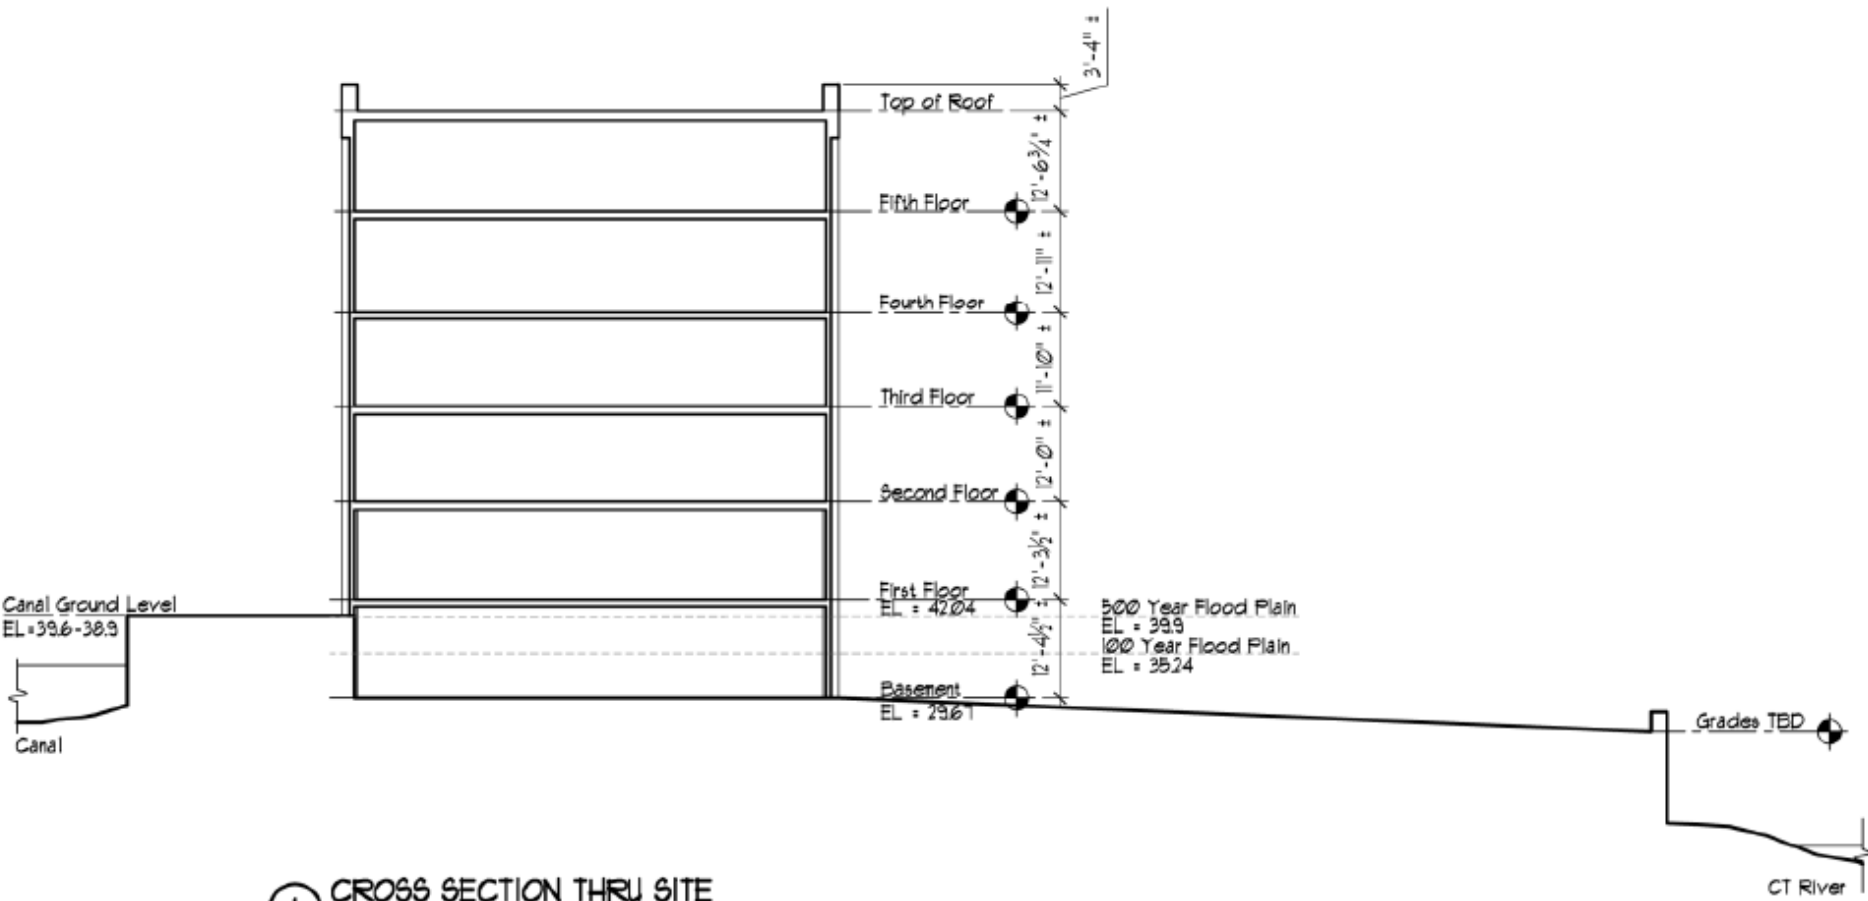 3'-4" ±
Top of Roof
12'-6¾" ±
Fifth Floor
12'-11" ±
Fourth Floor
11'-10" ±
Third Floor
12'-0" ±
Second Floor
12'-3½" ±
First Floor
EL = 42.04
12'-4½" ±
Canal Ground Level
EL=39.6-38.9
500 Year Flood Plain
EL = 39.9
100 Year Flood Plain
EL = 35.24
Basement
EL = 29.67
Grades TBD
Canal
CT River
CROSS SECTION THRU SITE